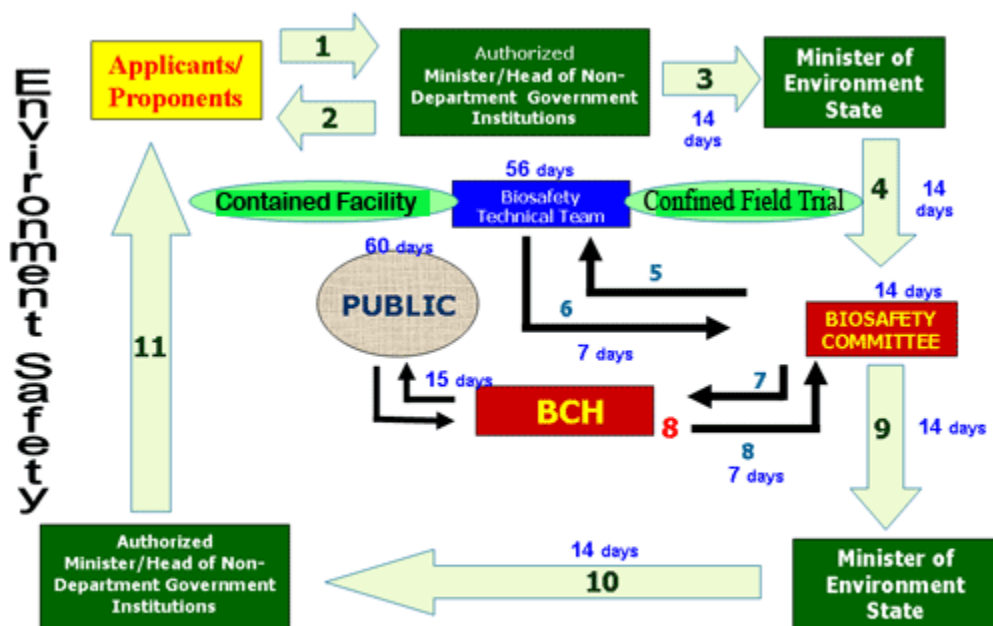 Environment Safety
Applicants/
Proponents
1
2
Authorized
Minister/Head of Non-
Department Government
Institutions
3
14
days
Minister of
Environment
State
4
14
days
56 days
Contained Facility
Biosafety
Technical Team
Confined Field Trial
60 days
PUBLIC
5
6
7 days
14 days
BIOSAFETY
COMMITTEE
15 days
BCH
7
8
8
7 days
9
14 days
11
Authorized
Minister/Head of Non-
Department Government
Institutions
14 days
10
Minister of
Environment
State